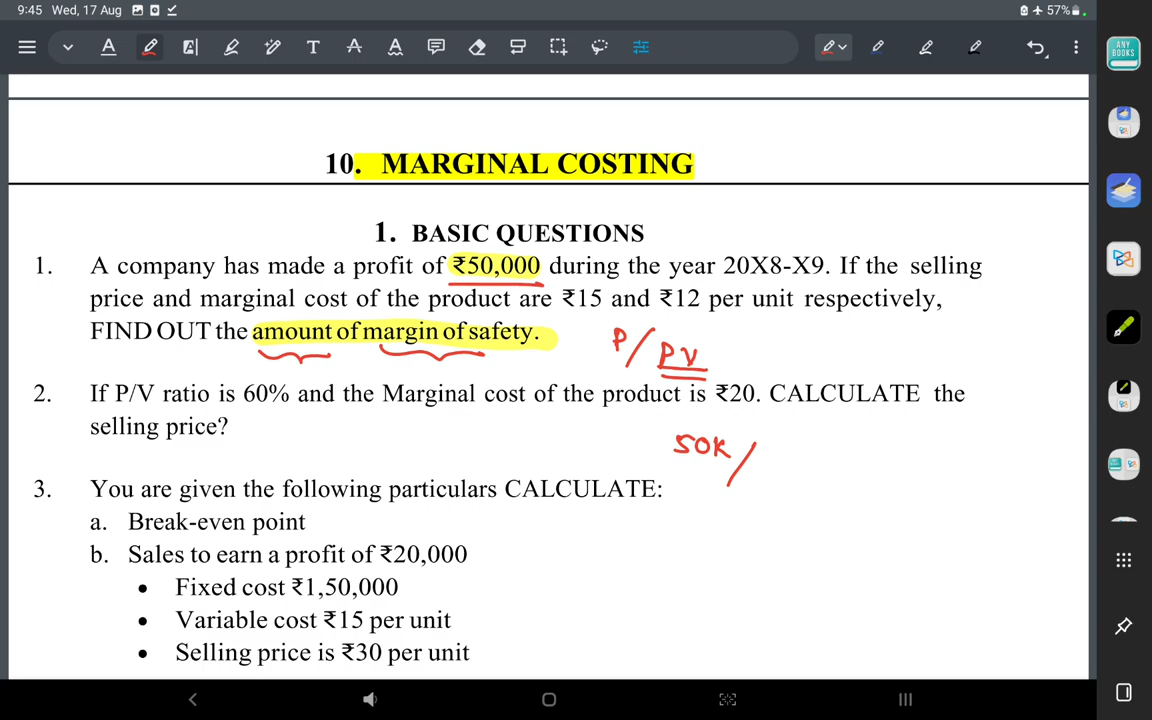 9:45 Wed, 17 Aug
57%
ANY BOOKS
10. MARGINAL COSTING
1. BASIC QUESTIONS
1. A company has made a profit of ₹50,000 during the year 20X8-X9. If the selling
price and marginal cost of the product are ₹15 and ₹12 per unit respectively,
FIND OUT the amount of margin of safety.
P/PV
2. If P/V ratio is 60% and the Marginal cost of the product is ₹20. CALCULATE the
selling price?
50K/
3. You are given the following particulars CALCULATE:
a. Break-even point
b. Sales to earn a profit of ₹20,000
• Fixed cost ₹1,50,000
• Variable cost ₹15 per unit
• Selling price is ₹30 per unit